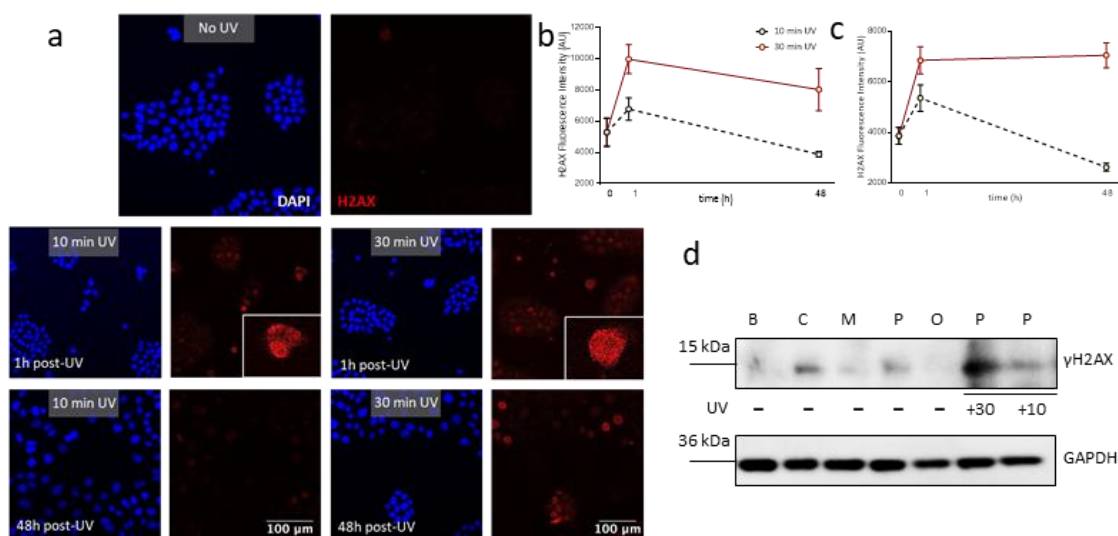 a
No UV
DAPI
H2AX
10 min UV
30 min UV
1h post-UV
1h post-UV
10 min UV
30 min UV
48h post-UV
100 µm
48h post-UV
100 µm
b
H2AX Fluorescence Intensity (AU)
12000
10000
8000
6000
4000
2000
0
1
48
time (h)
10 min UV
30 min UV
c
H2AX Fluorescence Intensity (AU)
8000
6000
4000
2000
0
1
48
time (h)
d
B C M P O P P
15 kDa
γH2AX
UV – – – – – +30 +10
36 kDa
GAPDH